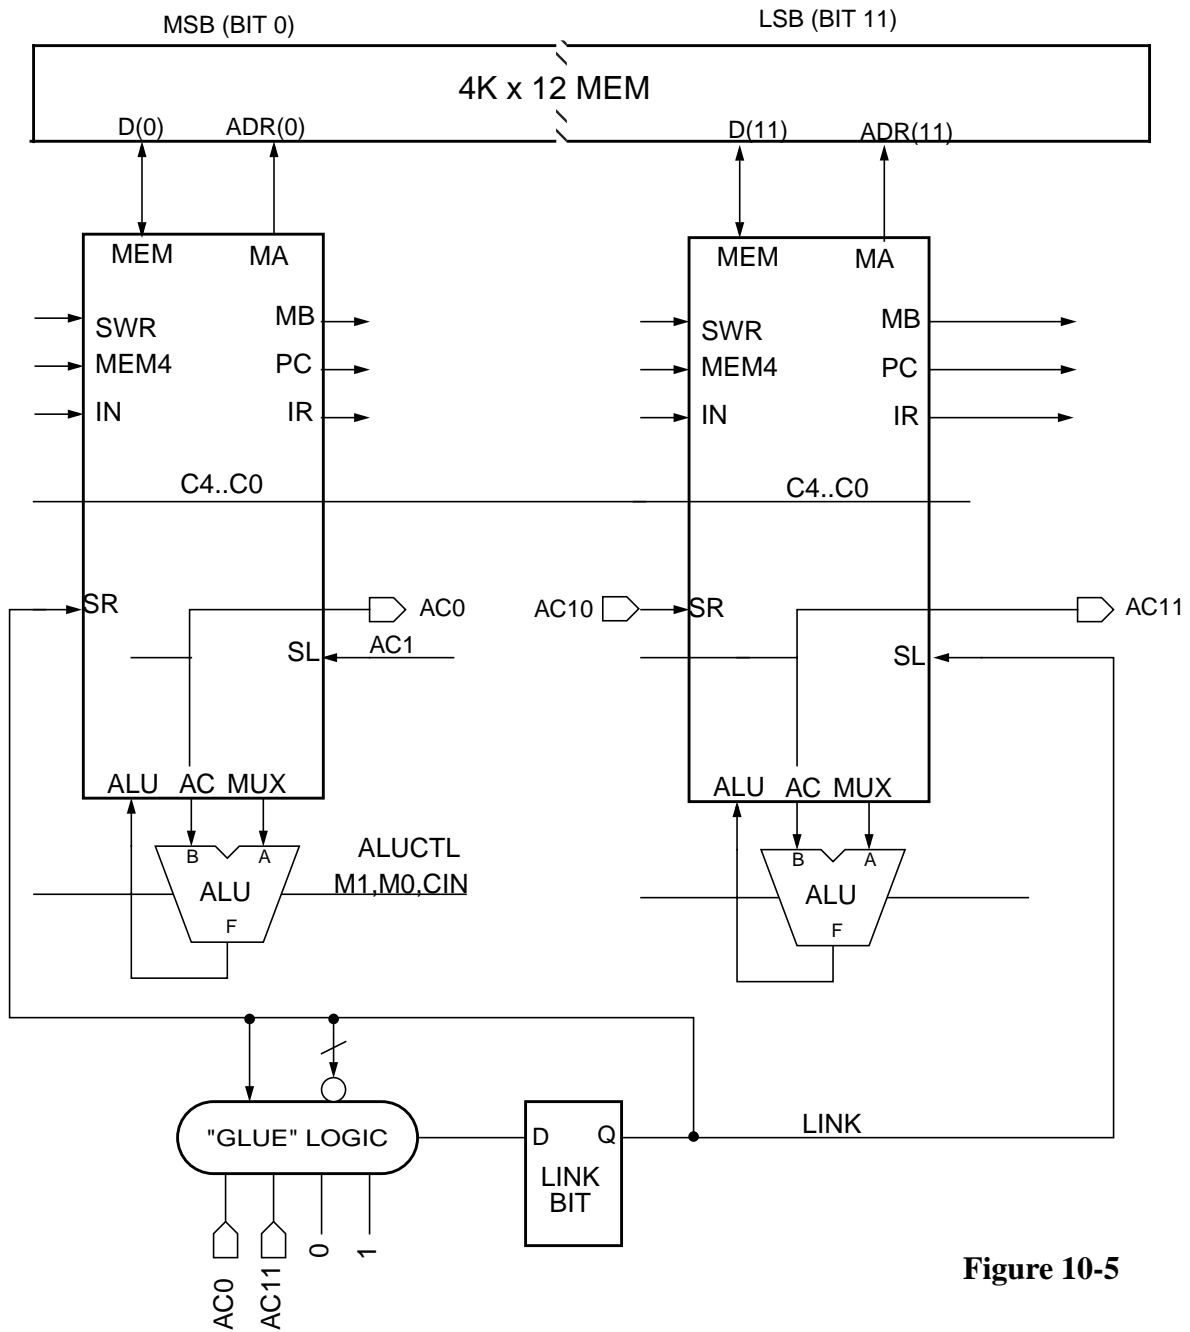 MSB (BIT 0)
LSB (BIT 11)
4K x 12 MEM
D(0)
ADR(0)
D(11)
ADR(11)
MEM
MA
MEM
MA
SWR
MB
SWR
MB
MEM4
PC
MEM4
PC
IN
IR
IN
IR
C4..C0
C4..C0
SR
AC0
AC10
SR
AC11
SL
AC1
SL
ALU
AC
MUX
ALU
AC
MUX
B
A
B
A
ALU
ALUCTL
M1,M0,CIN
ALU
F
F
"GLUE" LOGIC
D
Q
LINK
LINK
BIT
AC0
AC11
0
1
Figure 10-5